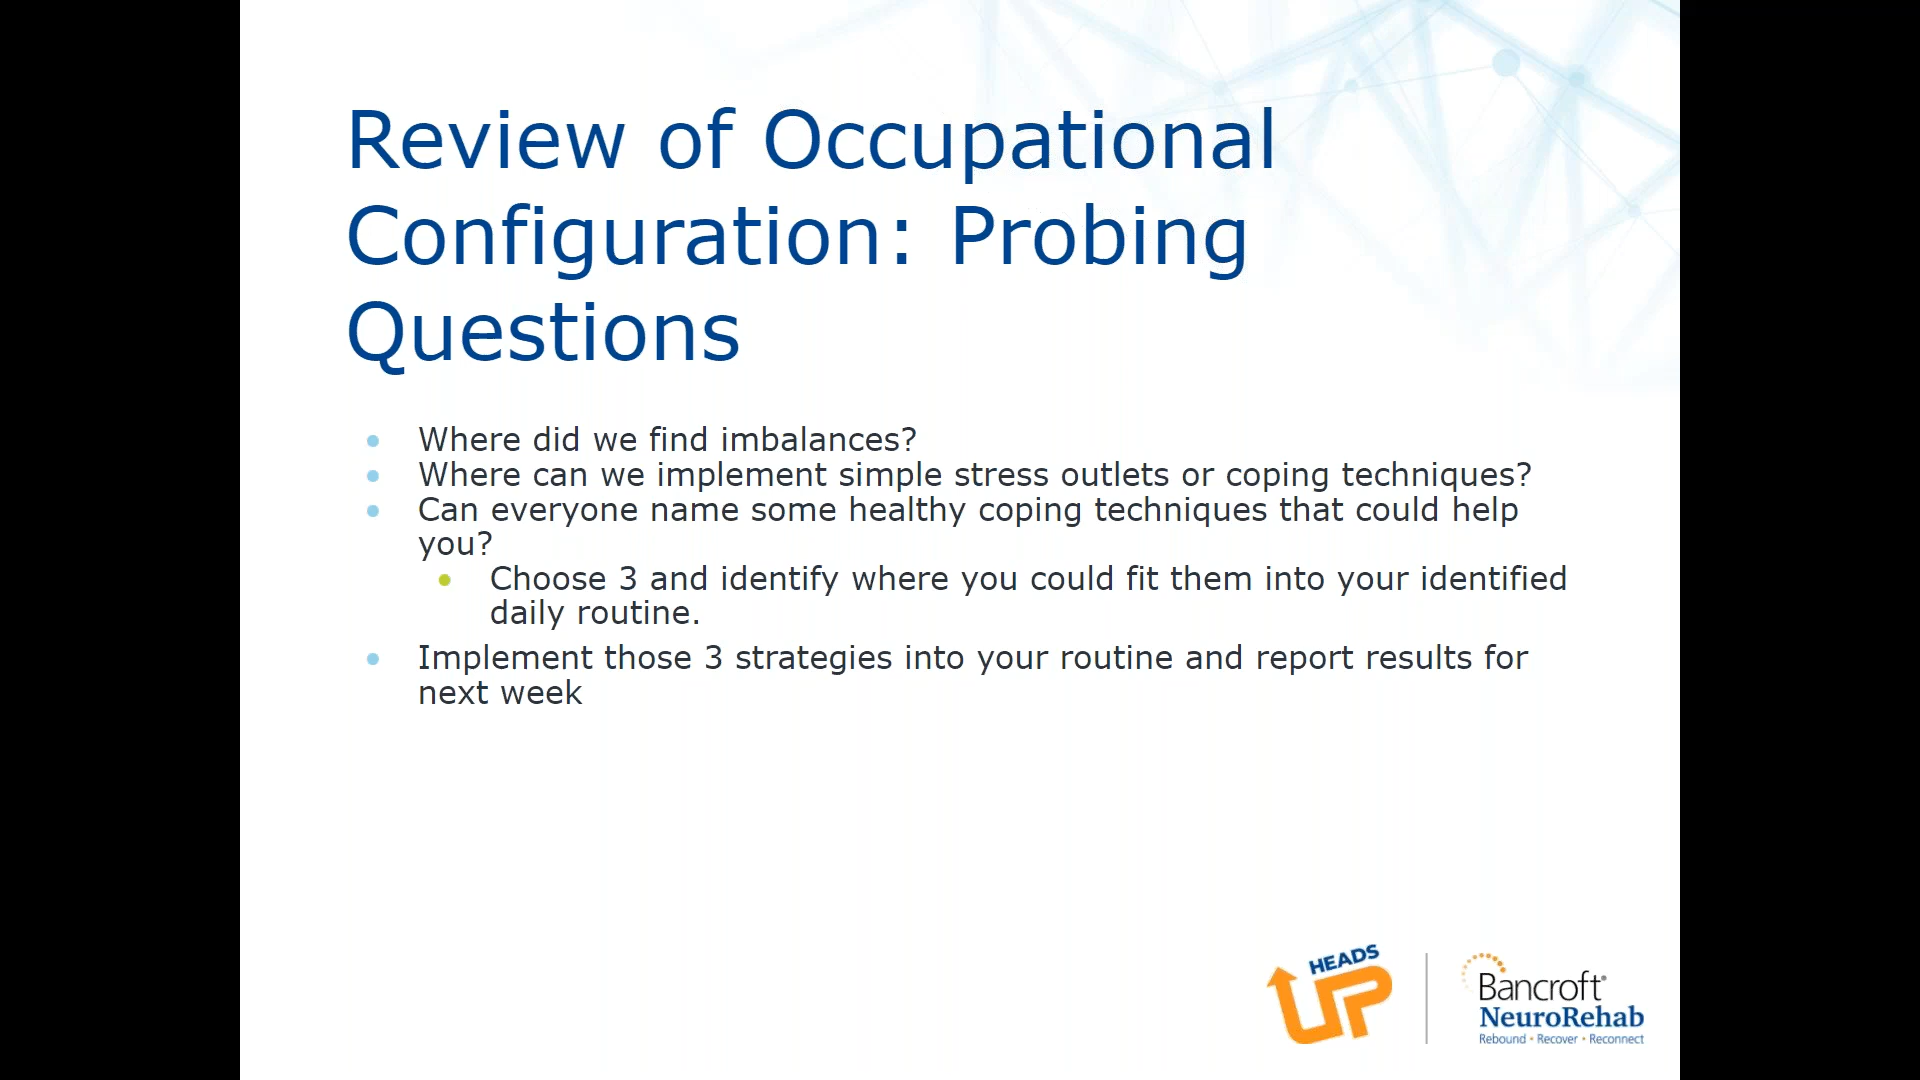 Review of Occupational
Configuration: Probing
Questions
• Where did we find imbalances?
• Where can we implement simple stress outlets or coping techniques?
• Can everyone name some healthy coping techniques that could help
you?
• Choose 3 and identify where you could fit them into your identified
daily routine.
• Implement those 3 strategies into your routine and report results for
next week
HEADS
UP
Bancroft®
NeuroRehab
Rebound • Recover • Reconnect